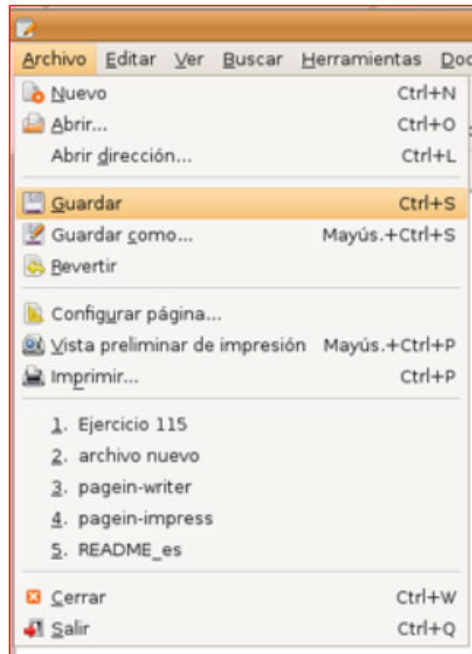 Archivo Editar Ver Buscar Herramientas Doc
Nuevo Ctrl+N
Abrir... Ctrl+O
Abrir dirección... Ctrl+L
Guardar Ctrl+S
Guardar como... Mayús.+Ctrl+S
Revertir
Configurar página...
Vista preliminar de impresión Mayús.+Ctrl+P
Imprimir... Ctrl+P
1. Ejercicio 115
2. archivo nuevo
3. pagein-writer
4. pagein-impress
5. README_es
Cerrar Ctrl+W
Salir Ctrl+Q